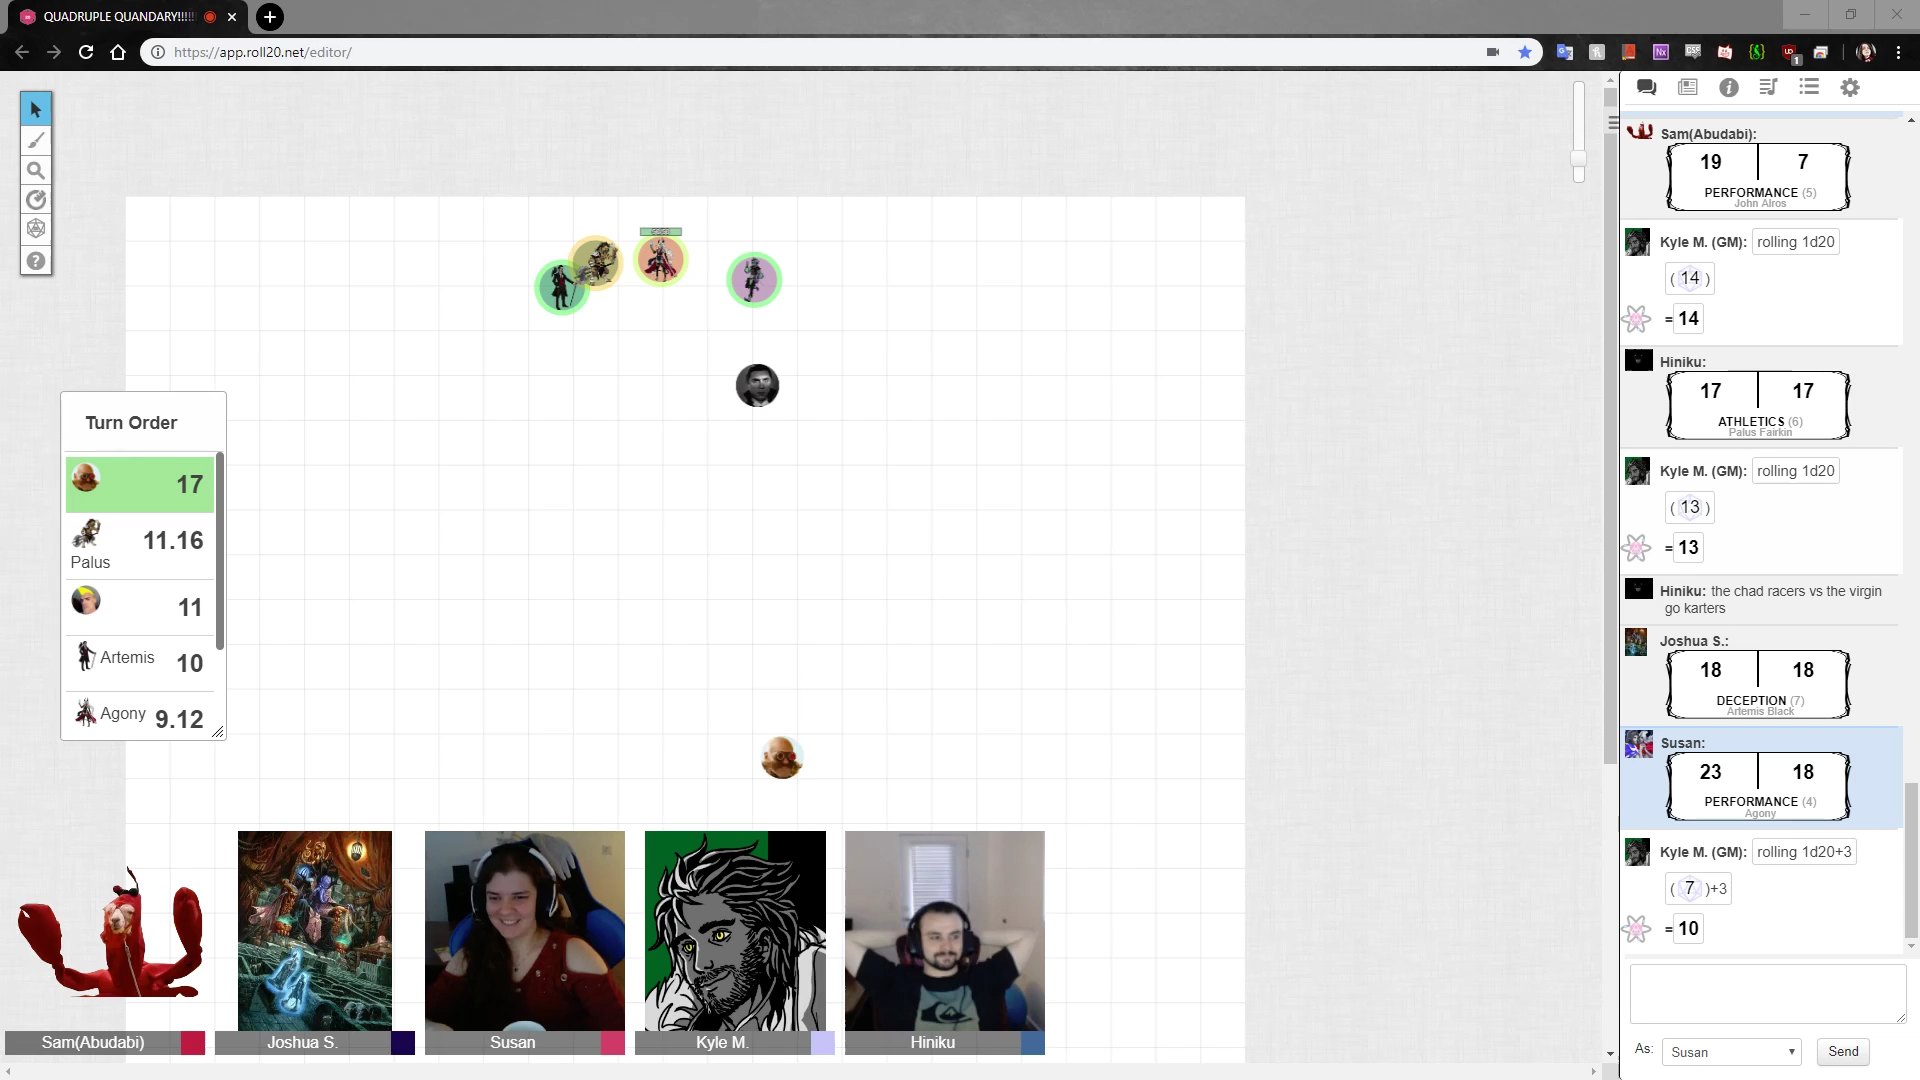 QUADRUPLE QUANDARY!!!!!
https://app.roll20.net/editor/
Sam(Abudabi):
19 7
PERFORMANCE (5)
John Alros
Kyle M. (GM): rolling 1d20
( 14 )
= 14
Hiniku:
17 17
ATHLETICS (6)
Palus Fairkin
Kyle M. (GM): rolling 1d20
( 13 )
= 13
Hiniku: the chad racers vs the virgin
go karters
Joshua S.:
18 18
DECEPTION (7)
Artemis Black
Susan:
23 18
PERFORMANCE (4)
Agony
Kyle M. (GM): rolling 1d20+3
( 7 )+3
= 10
As: Susan Send
Turn Order
17
11.16
Palus
11
Artemis 10
Agony 9.12
Sam(Abudabi) Joshua S. Susan Kyle M. Hiniku